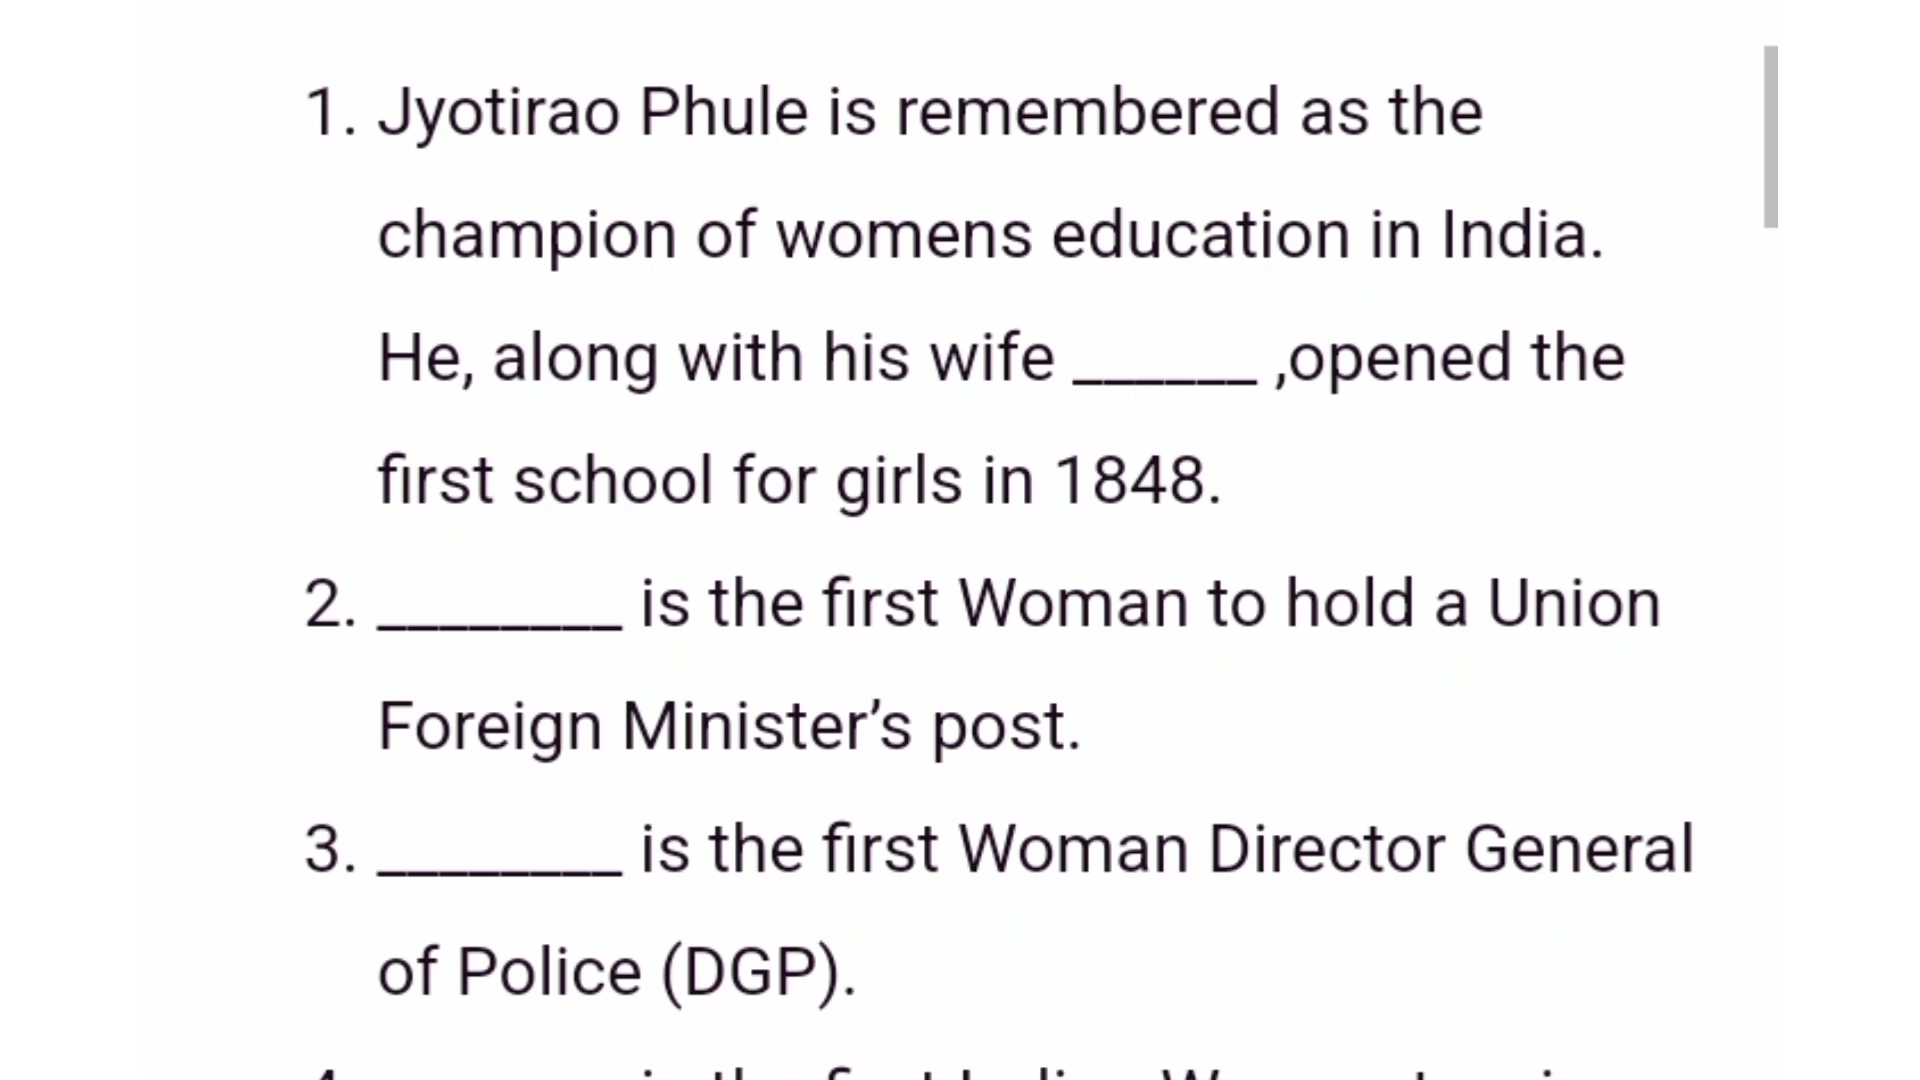 1. Jyotirao Phule is remembered as the
champion of womens education in India.
He, along with his wife ______ ,opened the
first school for girls in 1848.
2. ________ is the first Woman to hold a Union
Foreign Minister’s post.
3. ________ is the first Woman Director General
of Police (DGP).